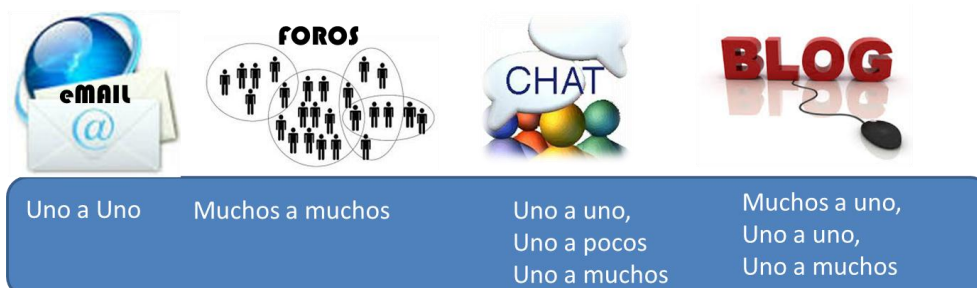 eMAIL
@
FOROS
CHAT
BLOG
Uno a Uno
Muchos a muchos
Uno a uno,
Uno a pocos
Uno a muchos
Muchos a uno,
Uno a uno,
Uno a muchos